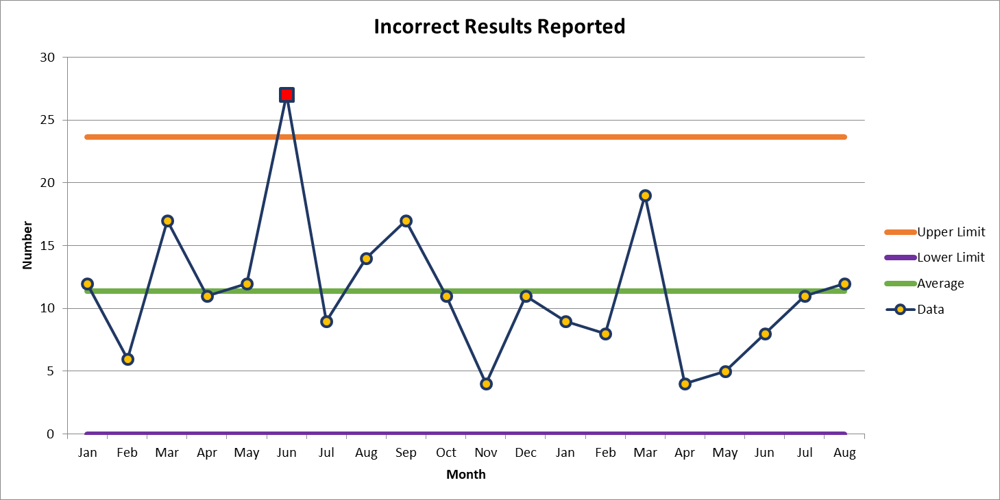 Incorrect Results Reported
30
25
20
15
10
5
0
Number
Jan Feb Mar Apr May Jun Jul Aug Sep Oct Nov Dec Jan Feb Mar Apr May Jun Jul Aug
Month
Upper Limit
Lower Limit
Average
Data